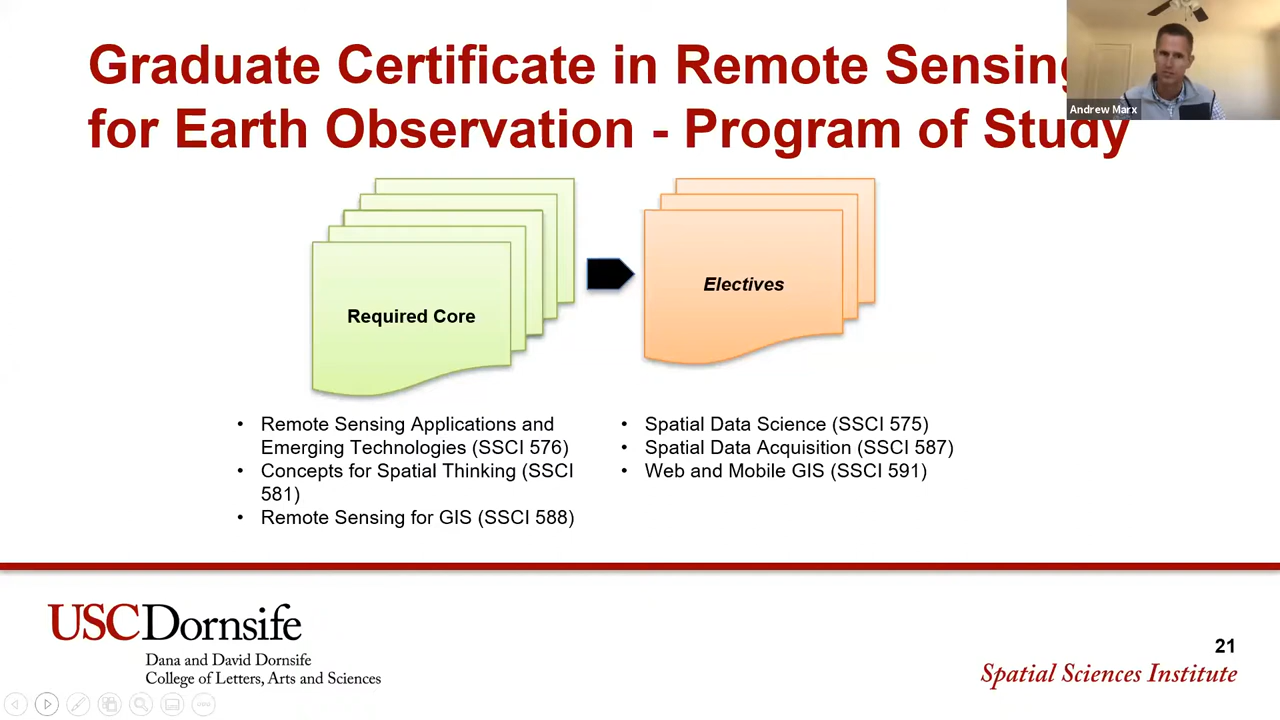 Graduate Certificate in Remote Sensing
for Earth Observation - Program of Study
Andrew Marx
Required Core
Electives
• Remote Sensing Applications and
Emerging Technologies (SSCI 576)
• Concepts for Spatial Thinking (SSCI
581)
• Remote Sensing for GIS (SSCI 588)
• Spatial Data Science (SSCI 575)
• Spatial Data Acquisition (SSCI 587)
• Web and Mobile GIS (SSCI 591)
USCDornsife
Dana and David Dornsife
College of Letters, Arts and Sciences
21
Spatial Sciences Institute